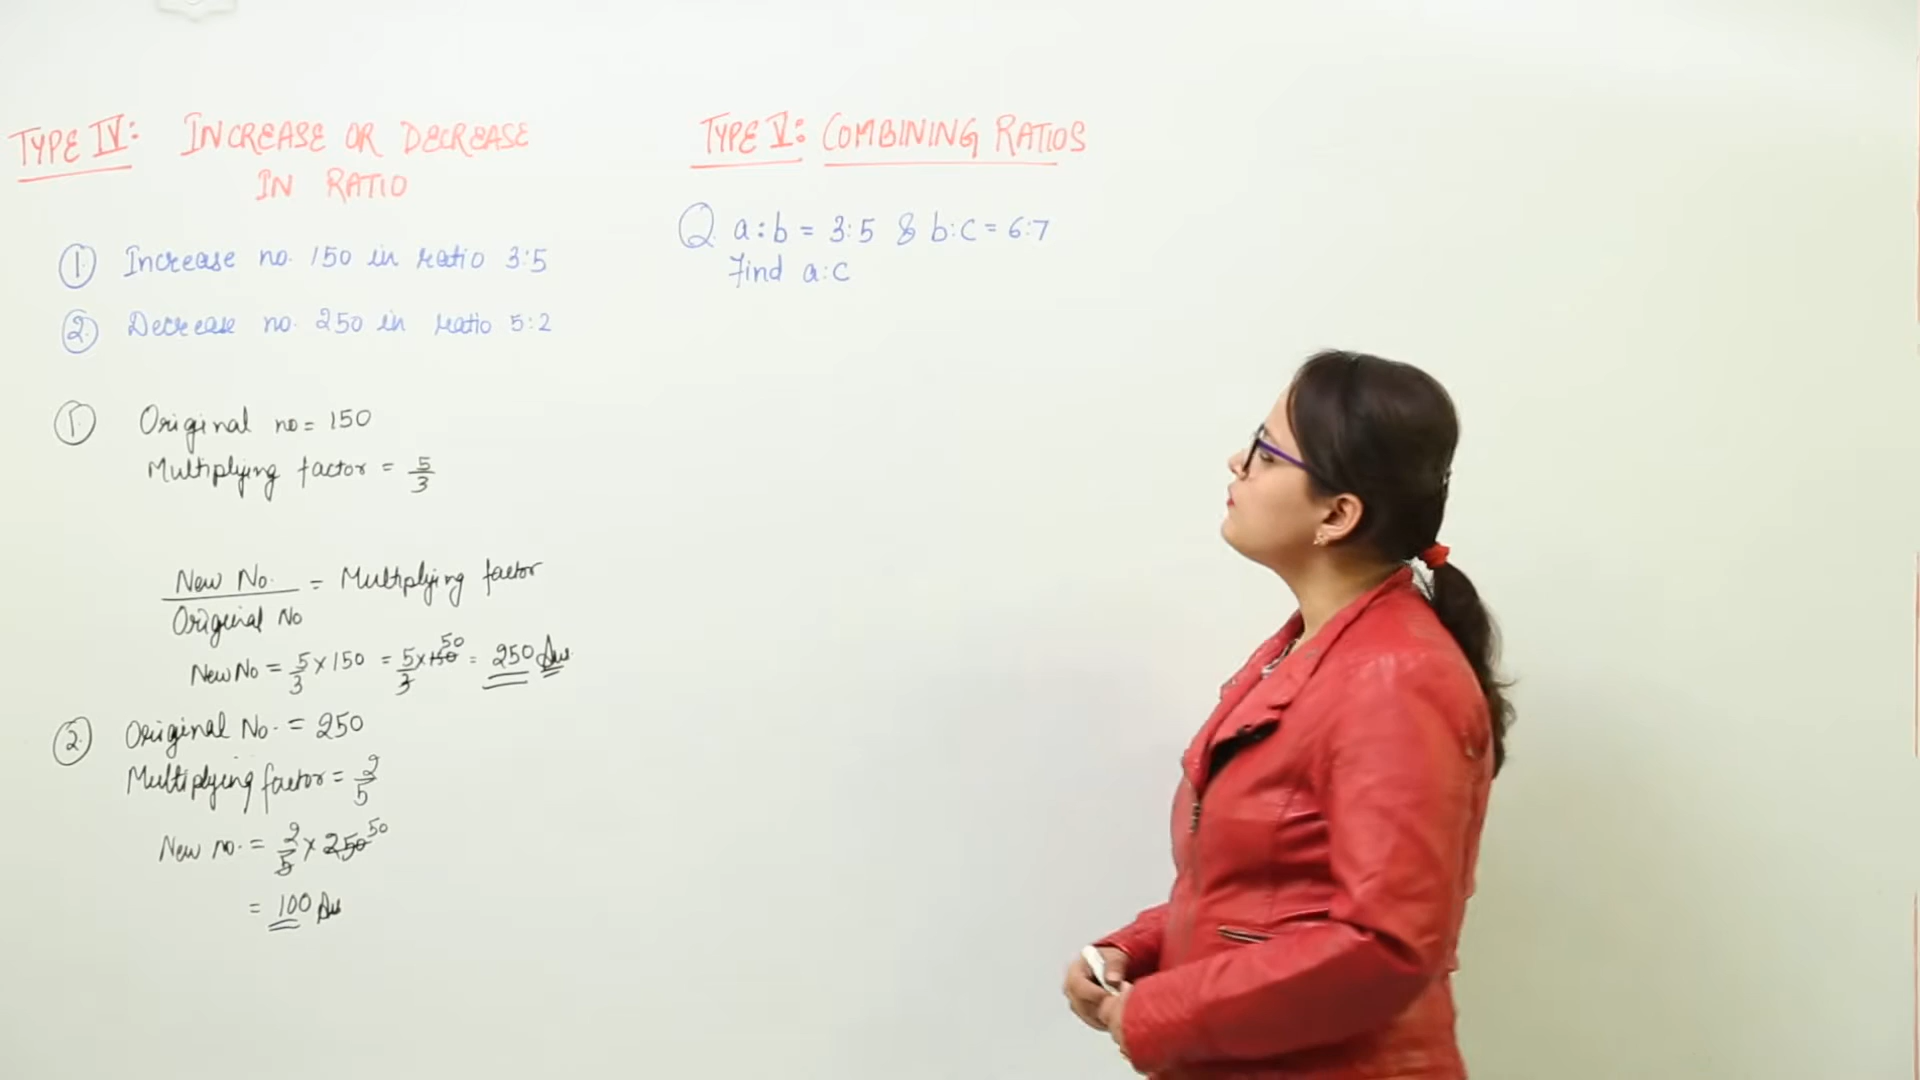 TYPE IV: INCREASE OR DECREASE
IN RATIO
① Increase no. 150 in ratio 3:5
② Decrease no. 250 in ratio 5:2
① Original no = 150
Multiplying factor = 5/3
New No. / Original No = Multiplying factor
New No = 5/3 × 150 = 5/3 × 150 50 = 250 Ans
② Original No. = 250
Multiplying factor = 2/5
New no. = 2/5 × 250 50
= 100 Ans
TYPE V: COMBINING RATIOS
Q. a:b = 3:5 & b:c = 6:7
Find a:c